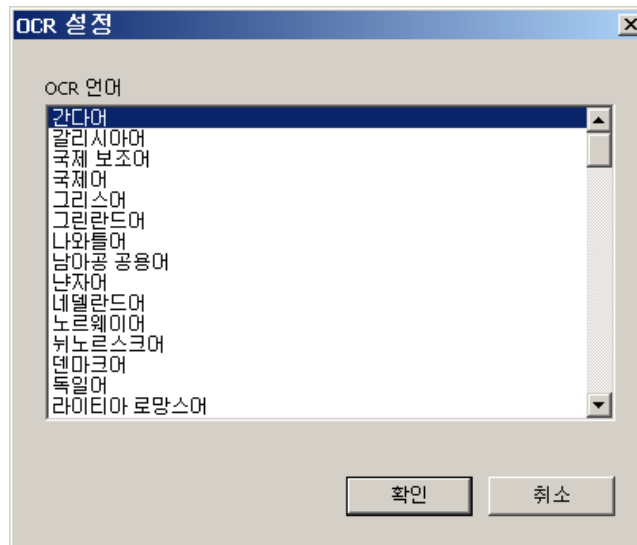 OCR 설정
OCR 언어
간다어
갈리시아어
국제 보조어
국제어
그리스어
그린란드어
나와틀어
남아공 공용어
냔자어
네델란드어
노르웨이어
뉘노르스크어
덴마크어
독일어
라이티아 로망스어
확인
취소